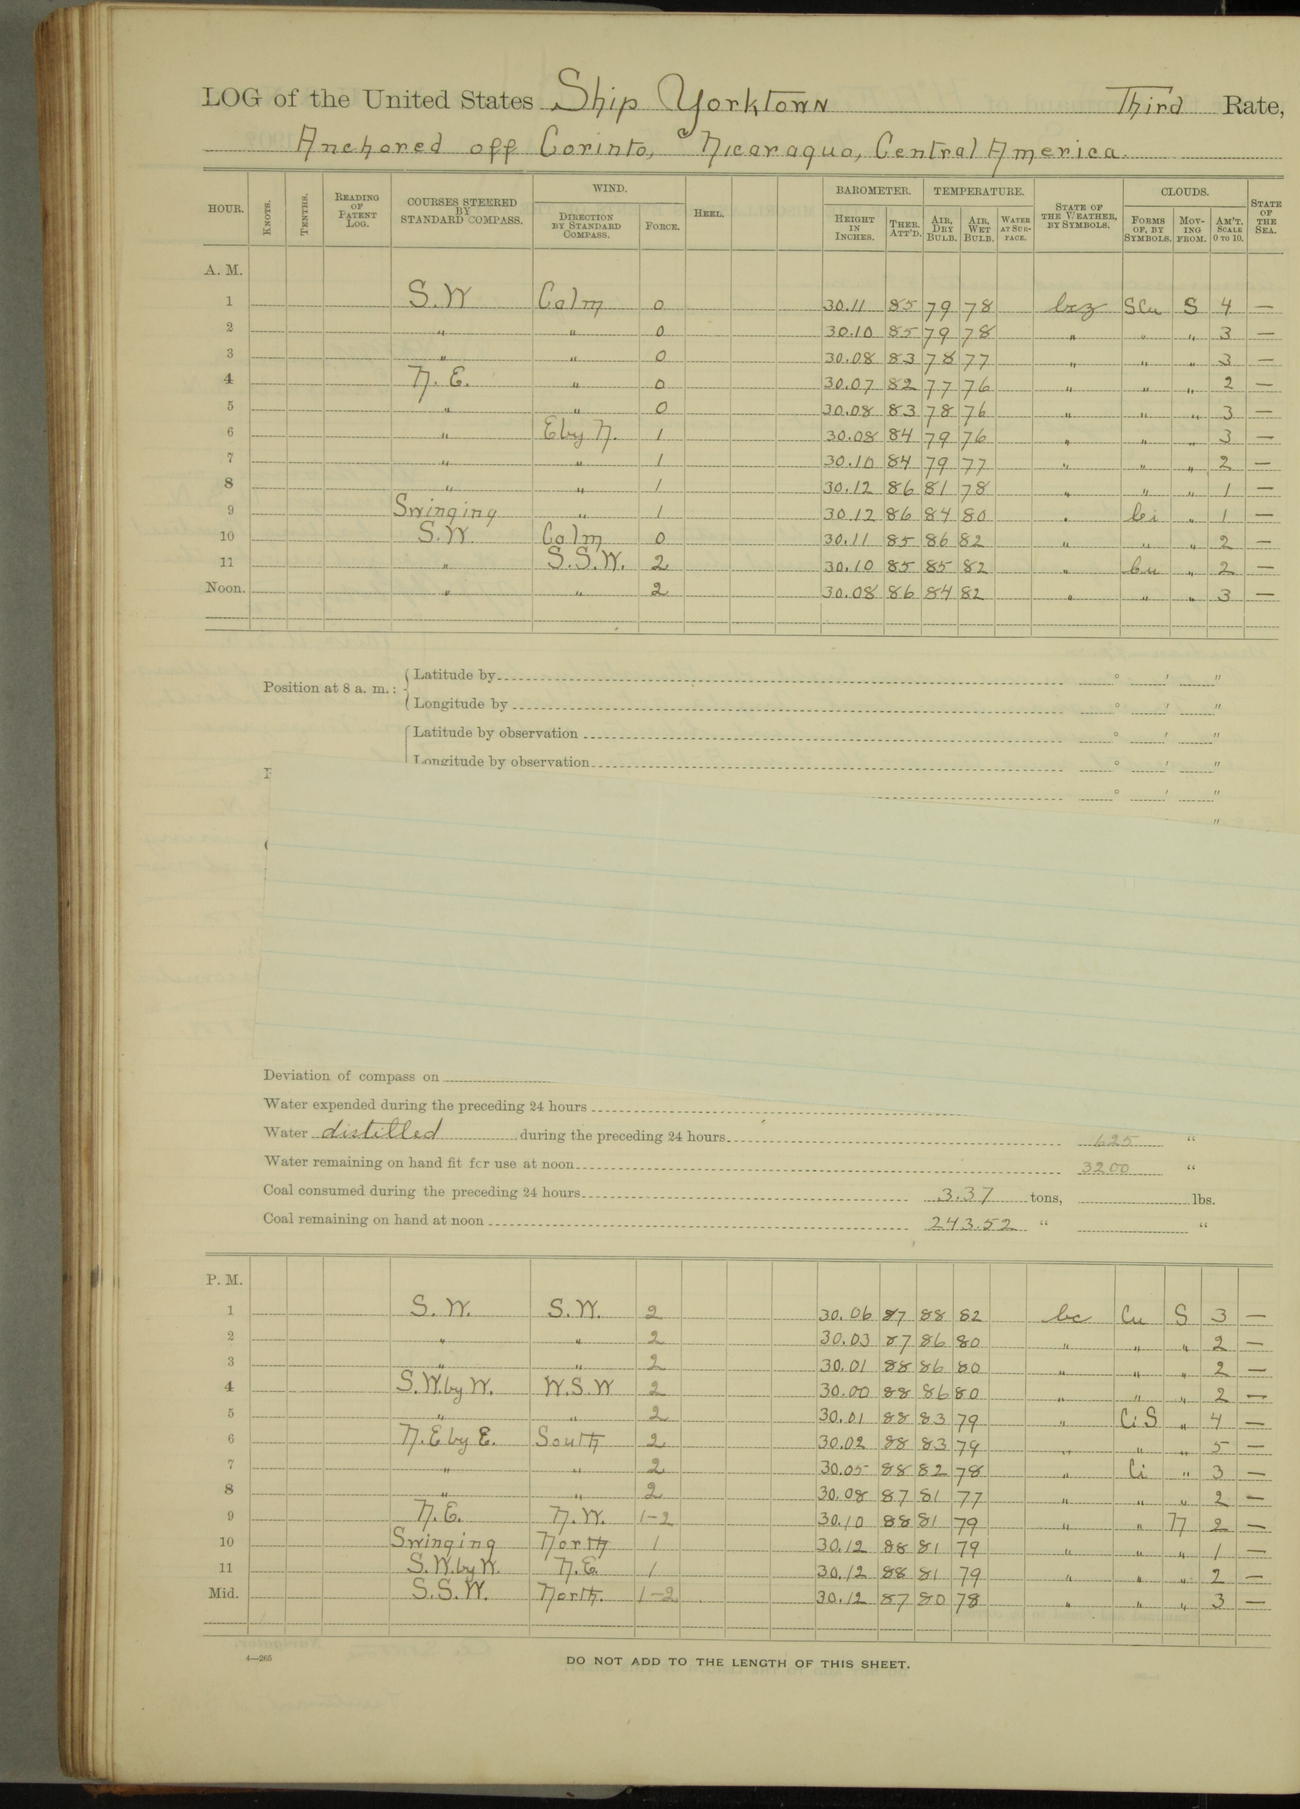 LOG of the United States Ship Yorktown Third Rate,
Anchored off Corinto, Nicaragua, Central America.
HOUR. KNOTS. TENTHS. READING OF PATENT LOG. COURSES STEERED BY STANDARD COMPASS. WIND. DIRECTION BY STANDARD COMPASS. FORCE. HEEL. BAROMETER. HEIGHT IN INCHES. THER. ATT'D. TEMPERATURE. AIR, DRY BULB. AIR, WET BULB. WATER AT SURFACE. STATE OF THE WEATHER, BY SYMBOLS. CLOUDS. FORMS OF, BY SYMBOLS. MOVING FROM. AM'T. SCALE 0 TO 10. STATE OF THE SEA.
A. M.
1 S.W Calm 0 30.11 85 79 78 bcz SCu S 4 —
2 " " 0 30.10 85 79 78 " " " 3 —
3 " " 0 30.08 83 78 77 " " " 3 —
4 N. E. " 0 30.07 82 77 76 " " " 2 —
5 " " 0 30.08 83 78 76 " " " 3 —
6 " E by N. 1 30.08 84 79 76 " " " 3 —
7 " " 1 30.10 84 79 77 " " " 2 —
8 " " 1 30.12 86 81 78 " " " 1 —
9 Swinging " 1 30.12 86 84 80 " Ci " 1 —
10 S.W. Calm 0 30.11 85 86 82 " " " 2 —
11 " S.S.W. 2 30.10 85 85 82 " Cu " 2 —
Noon. " " 2 30.08 86 84 82 " " " 3 —
Position at 8 a. m.: Latitude by ° ′ ″
Longitude by ° ′ ″
Latitude by observation ° ′ ″
Longitude by observation ° ′ ″
° ′ ″
″
Deviation of compass on
Water expended during the preceding 24 hours
Water distilled during the preceding 24 hours 625 "
Water remaining on hand fit for use at noon 3200 "
Coal consumed during the preceding 24 hours 3.37 tons, lbs.
Coal remaining on hand at noon 243.52 " "
P. M.
1 S. W. S.W. 2 30.06 87 88 82 bc Cu S 3 —
2 " " 2 30.03 87 86 80 " " " 2 —
3 " " 2 30.01 88 86 80 " " " 2 —
4 S.W.by W. W.S.W 2 30.00 88 86 80 " " " 2 —
5 " " 2 30.01 88 83 79 " Ci.S " 4 —
6 N.E by E. South 2 30.02 88 83 79 " " " 5 —
7 " " 2 30.05 88 82 78 " Ci " 3 —
8 " " 2 30.08 87 81 77 " " " 2 —
9 N.E. N.W. 1-2 30.10 88 81 79 " " N 2 —
10 Swinging North 1 30.12 88 81 79 " " " 1 —
11 S.W.by W. N.E. 1 30.12 88 81 79 " " " 2 —
Mid. S.S.W. North. 1-2 30.12 87 80 78 " " " 3 —
4—265
DO NOT ADD TO THE LENGTH OF THIS SHEET.